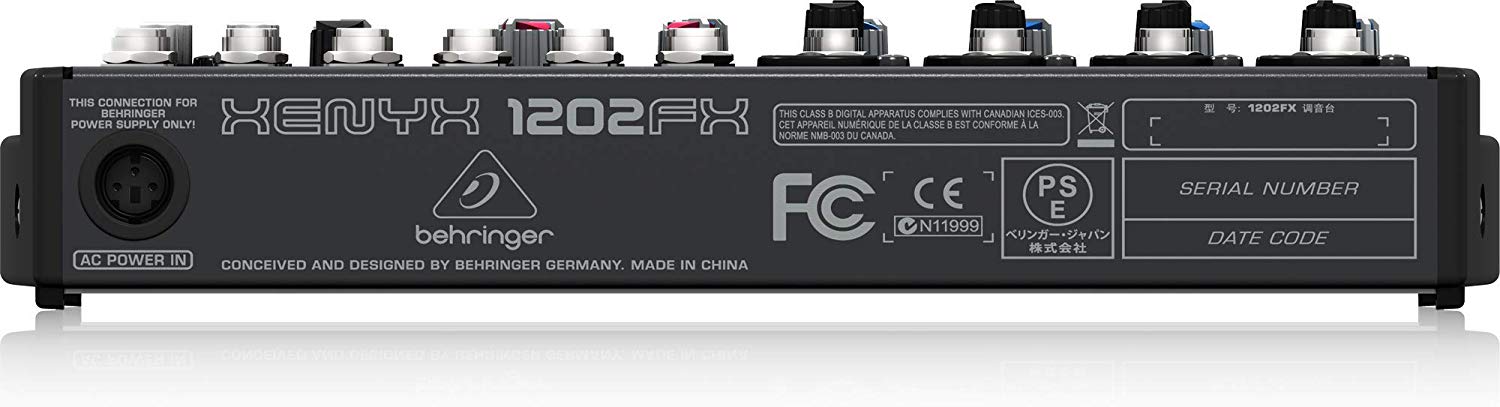 THIS CONNECTION FOR
BEHRINGER
POWER SUPPLY ONLY!
AC POWER IN
XENYX 1202FX
behringer
CONCEIVED AND DESIGNED BY BEHRINGER GERMANY. MADE IN CHINA
THIS CLASS B DIGITAL APPARATUS COMPLIES WITH CANADIAN ICES-003.
CET APPAREIL NUMÉRIQUE DE LA CLASSE B EST CONFORME À LA
NORME NMB-003 DU CANADA.
FC
CE
N11999
PS
E
ベリンガー・ジャパン
株式会社
型 号: 1202FX 调音台
SERIAL NUMBER
DATE CODE